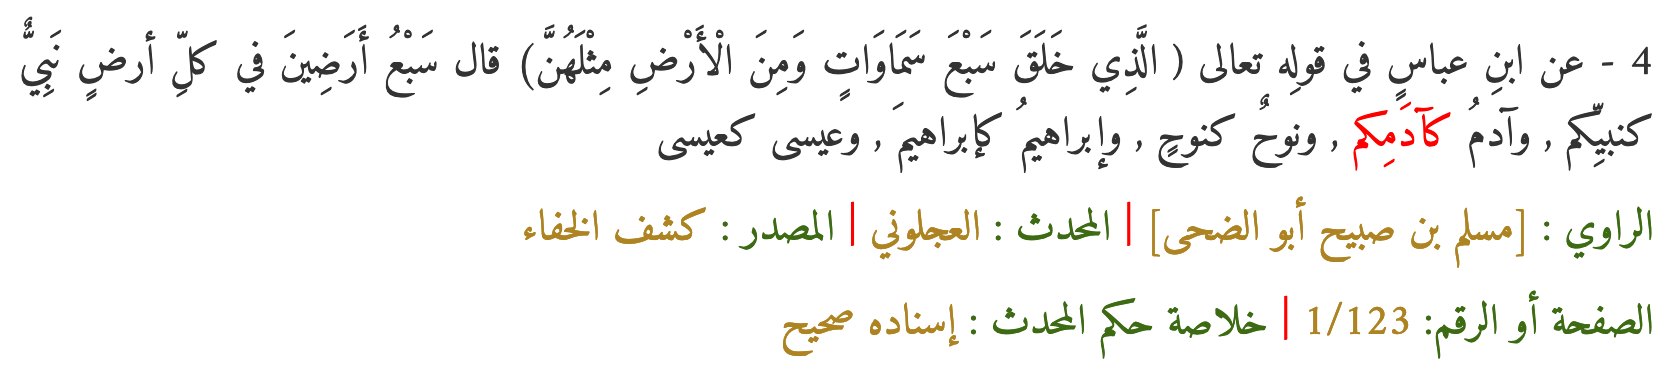 4 - عن ابنِ عباسٍ في قولِه تعالى ( الَّذِي خَلَقَ سَبْعَ سَمَاوَاتٍ وَمِنَ الْأَرْضِ مِثْلَهُنَّ) قال سَبْعُ أَرَضِينَ في كلِّ أرضٍ نَبِيٌّ
كنبيِّكم , وآدمُ كآدَمِكم , ونوحٌ كنوحٍ , وإبراهيمُ كإبراهيمَ , وعيسى كعيسى
الراوي : [مسلم بن صبيح أبو الضحى] | المحدث : العجلوني | المصدر : كشف الخفاء
الصفحة أو الرقم: 1/123 | خلاصة حكم المحدث : إسناده صحيح